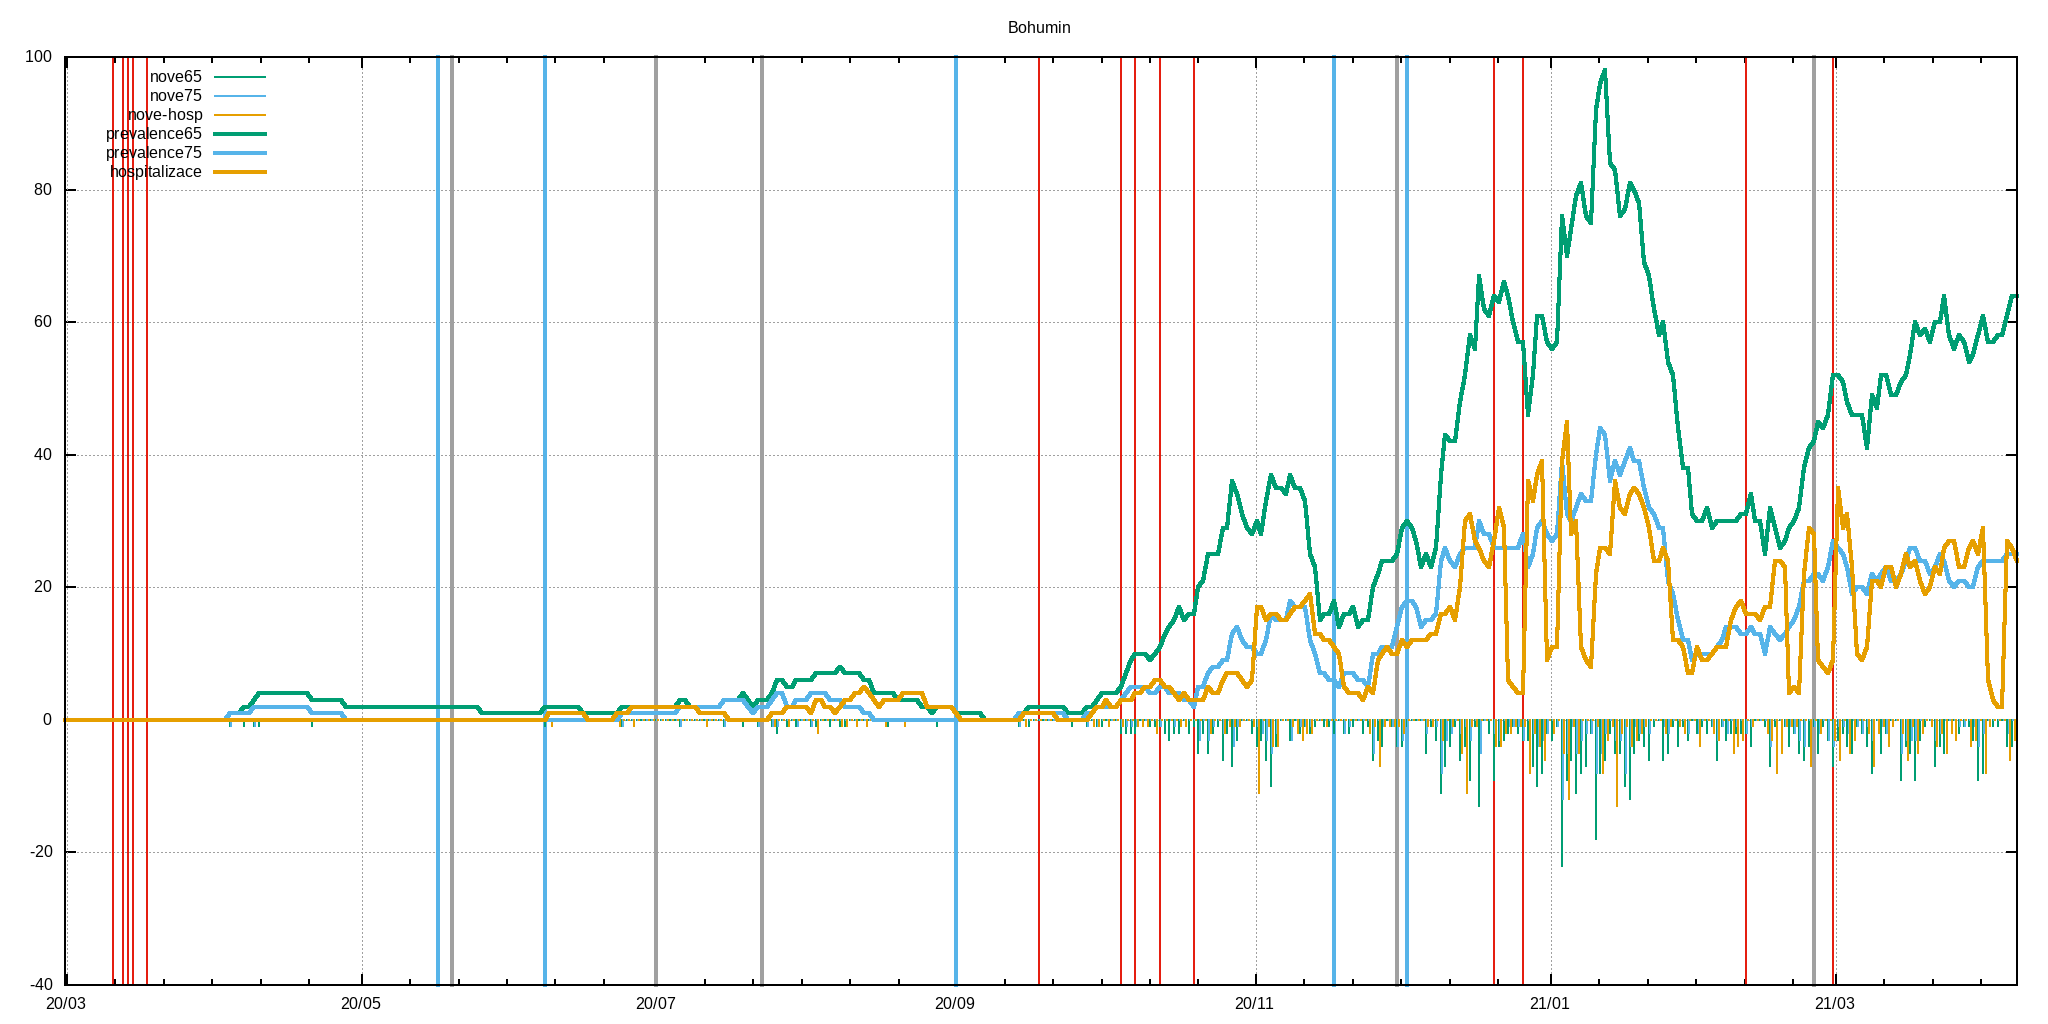 Bohumin
100
nove65
nove75
nove-hosp
prevalence65
prevalence75
hospitalizace
80
60
40
20
0
-20
-40
20/03 20/05 20/07 20/09 20/11 21/01 21/03